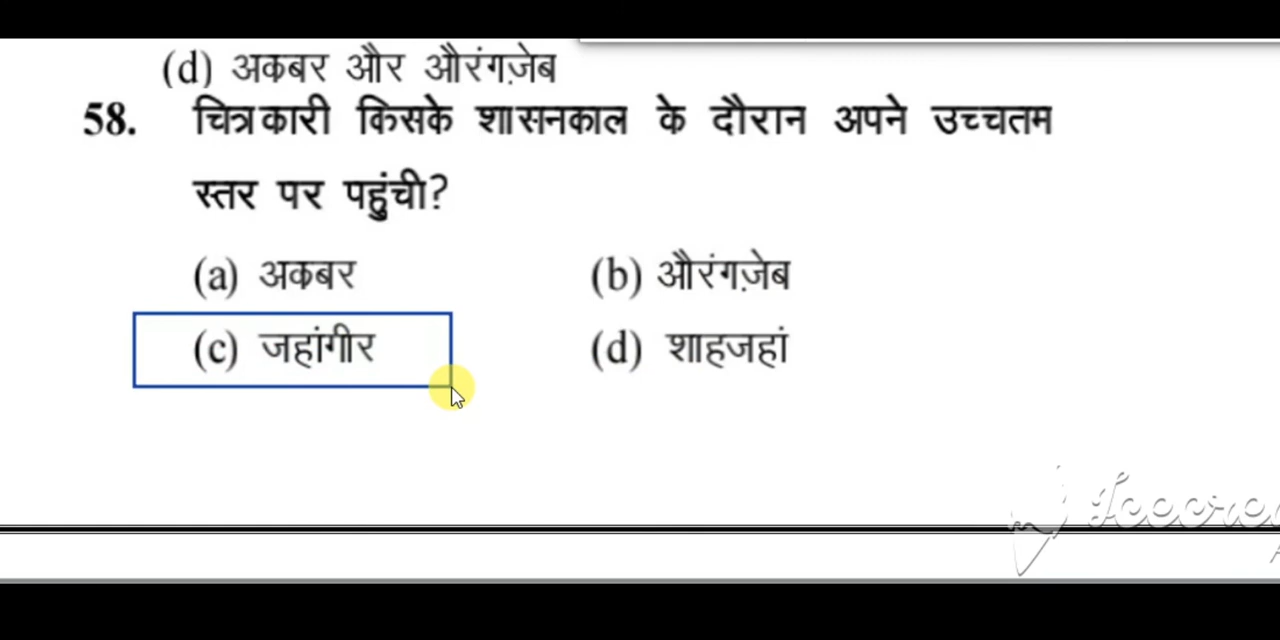 (d) अकबर और औरंगज़ेब
58. चित्रकारी किसके शासनकाल के दौरान अपने उच्चतम
स्तर पर पहुंची?
(a) अकबर (b) औरंगज़ेब
(c) जहांगीर (d) शाहजहां